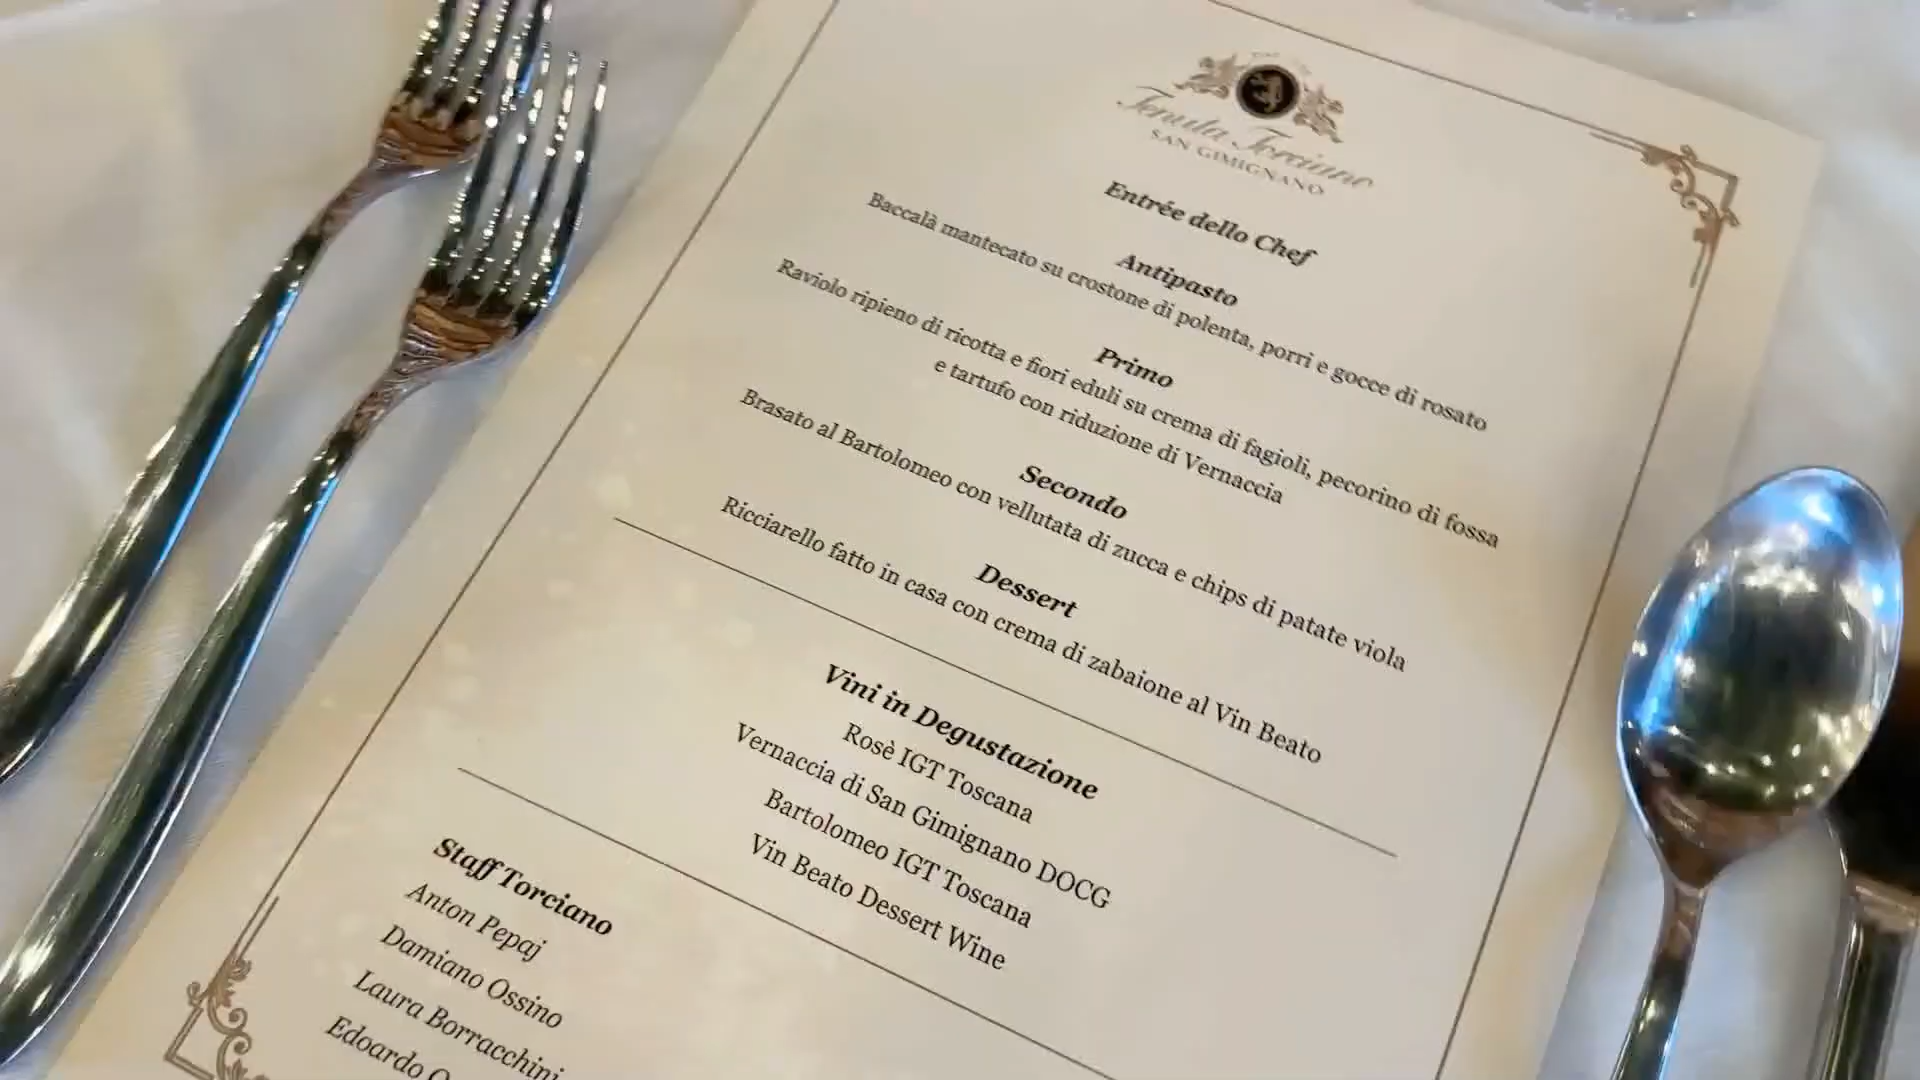 Tenuta Torciano
SAN GIMIGNANO
Entrée dello Chef
Antipasto
Baccalà mantecato su crostone di polenta, porri e gocce di rosato
Primo
Raviolo ripieno di ricotta e fiori eduli su crema di fagioli, pecorino di fossa
e tartufo con riduzione di Vernaccia
Secondo
Brasato al Bartolomeo con vellutata di zucca e chips di patate viola
Dessert
Ricciarello fatto in casa con crema di zabaione al Vin Beato
Vini in Degustazione
Rosè IGT Toscana
Vernaccia di San Gimignano DOCG
Bartolomeo IGT Toscana
Vin Beato Dessert Wine
Staff Torciano
Anton Pepaj
Damiano Ossino
Laura Borracchini
Edoardo